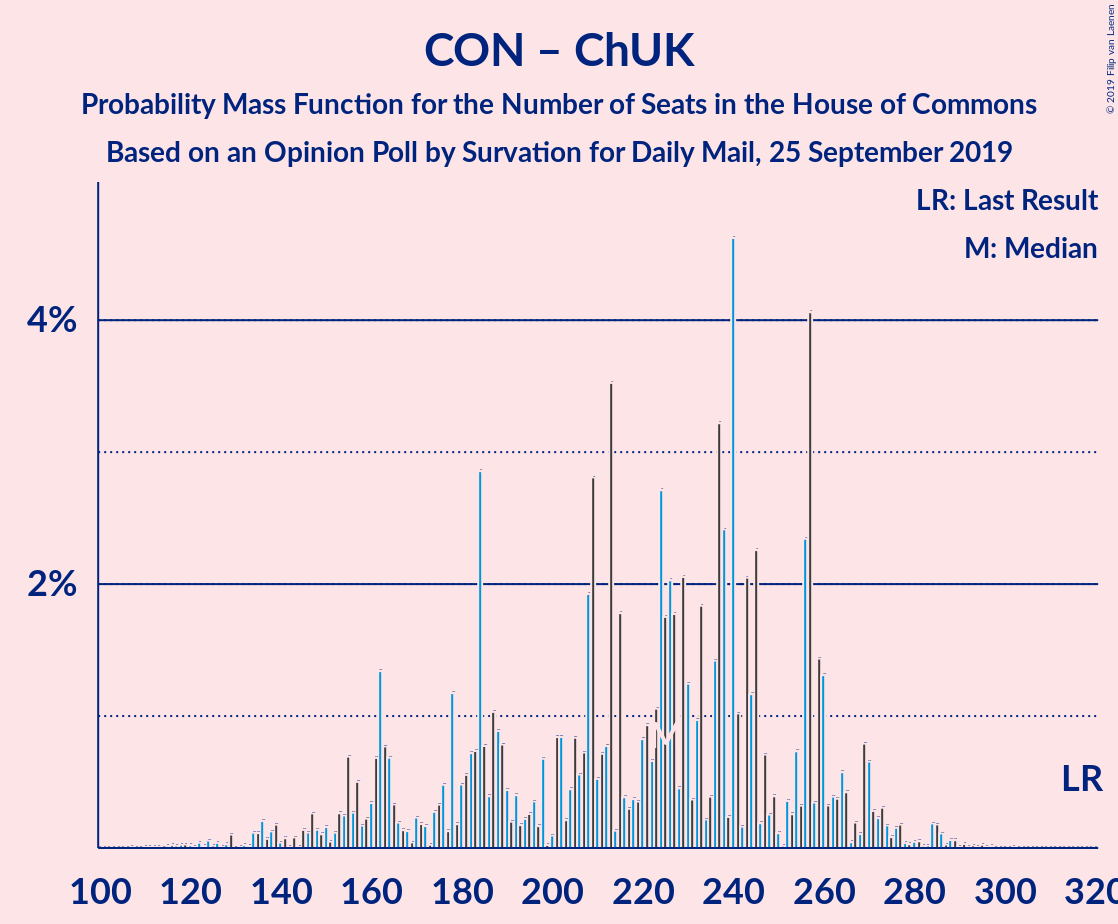 CON – ChUK
Probability Mass Function for the Number of Seats in the House of Commons
Based on an Opinion Poll by Survation for Daily Mail, 25 September 2019
© 2019 Filip van Laenen
LR: Last Result
M: Median
4%
2%
LR
100 120 140 160 180 200 220 240 260 280 300 320